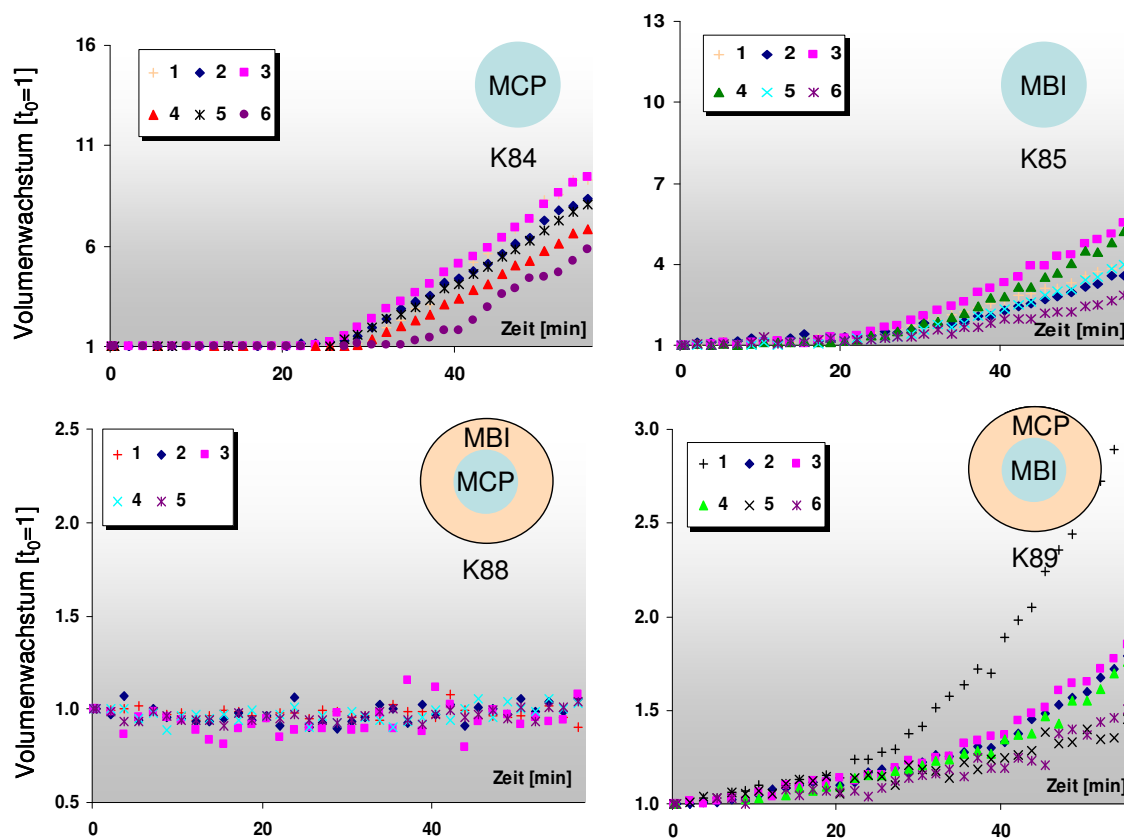 Volumenwachstum [t0=1]
16
11
6
1
1 2 3
4 5 6
MCP
K84
Zeit [min]
0 20 40
13
10
7
4
1
1 2 3
4 5 6
MBI
K85
Zeit [min]
0 20 40
Volumenwachstum [t0=1]
2.5
2.0
1.5
1.0
0.5
1 2 3
4 5
MBI
MCP
K88
Zeit [min]
0 20 40
3.0
2.5
2.0
1.5
1.0
1 2 3
4 5 6
MCP
MBI
K89
Zeit [min]
0 20 40